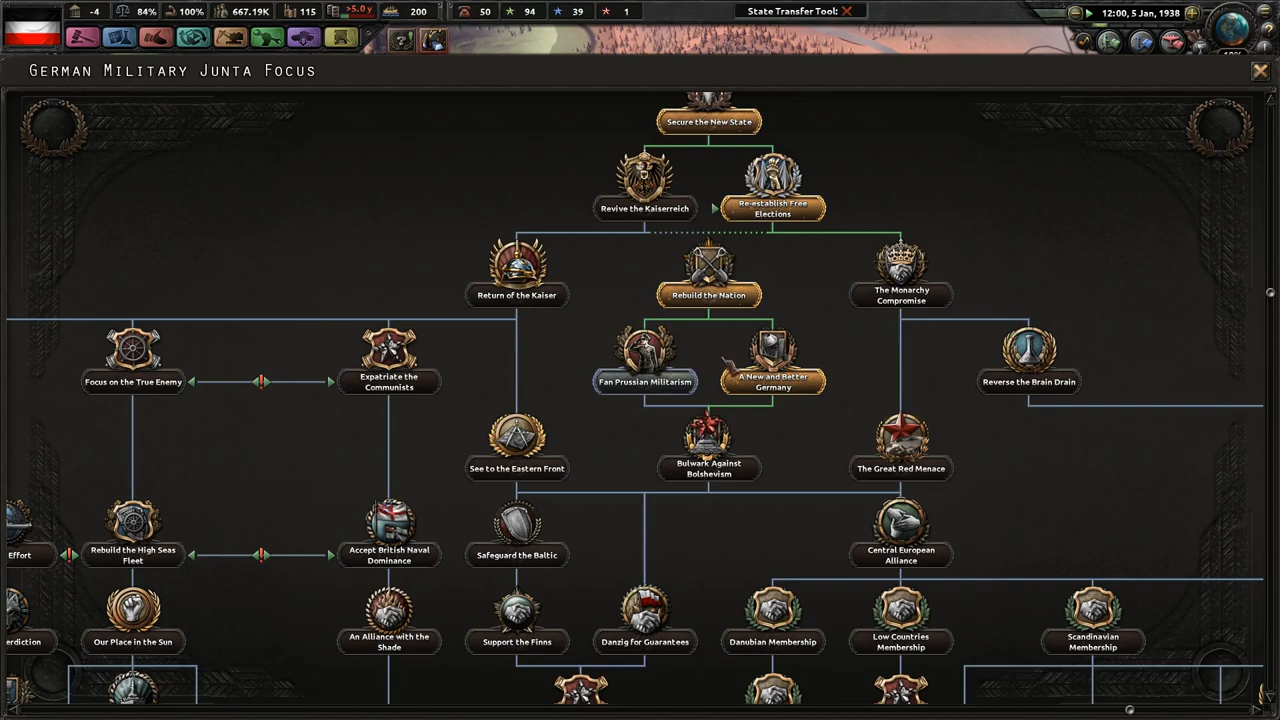 -4
84%
100%
667.19K
115
>5.0 y
200
50
94
39
1
State Transfer Tool:
12:00, 5 Jan, 1938
German Military Junta Focus
Secure the New State
Revive the Kaiserreich
Re-establish Free
Elections
Return of the Kaiser
Rebuild the Nation
The Monarchy
Compromise
Focus on the True Enemy
Expatriate the
Communists
Fan Prussian Militarism
A New and Better
Germany
Reverse the Brain Drain
See to the Eastern Front
Bulwark Against
Bolshevism
The Great Red Menace
Effort
Rebuild the High Seas
Fleet
Accept British Naval
Dominance
Safeguard the Baltic
Central European
Alliance
erdiction
Our Place in the Sun
An Alliance with the
Shade
Support the Finns
Danzig for Guarantees
Danubian Membership
Low Countries
Membership
Scandinavian
Membership